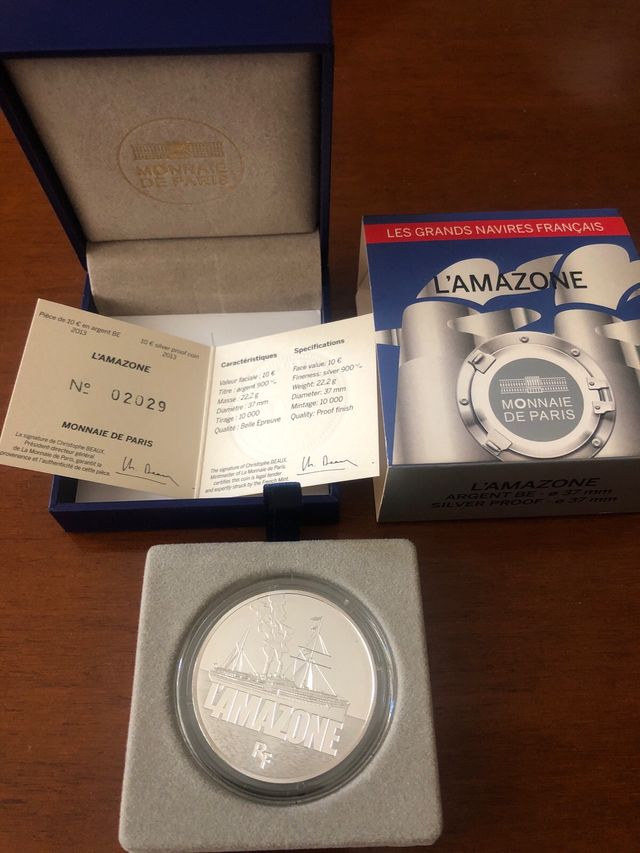 MONNAIE
DE PARIS
LES GRANDS NAVIRES FRANÇAIS
L'AMAZONE
MONNAIE
DE PARIS
L'AMAZONE
ARGENT BE - ø 37 mm
SILVER PROOF - ø 37 mm
Pièce de 10 € en argent BE
2013
10 € silver proof coin
2013
L'AMAZONE
Nº 02029
MONNAIE DE PARIS
La signature de Christophe BEAUX,
Président-directeur général
de La Monnaie de Paris, garantit la
provenance et l'authenticité de cette pièce.
Caractéristiques
Valeur faciale : 10 €
Titre : argent 900 ‰
Masse : 22,2 g
Diamètre : 37 mm
Tirage : 10 000
Qualité : Belle Epreuve
Specifications
Face value: 10 €
Fineness: silver 900 ‰
Weight: 22,2 g
Diameter: 37 mm
Mintage: 10 000
Quality: Proof finish
The signature of Christophe BEAUX,
Mintmaster of La Monnaie de Paris,
certifies this coin is legal tender
and expertly struck by the French Mint.
L'AMAZONE
RF